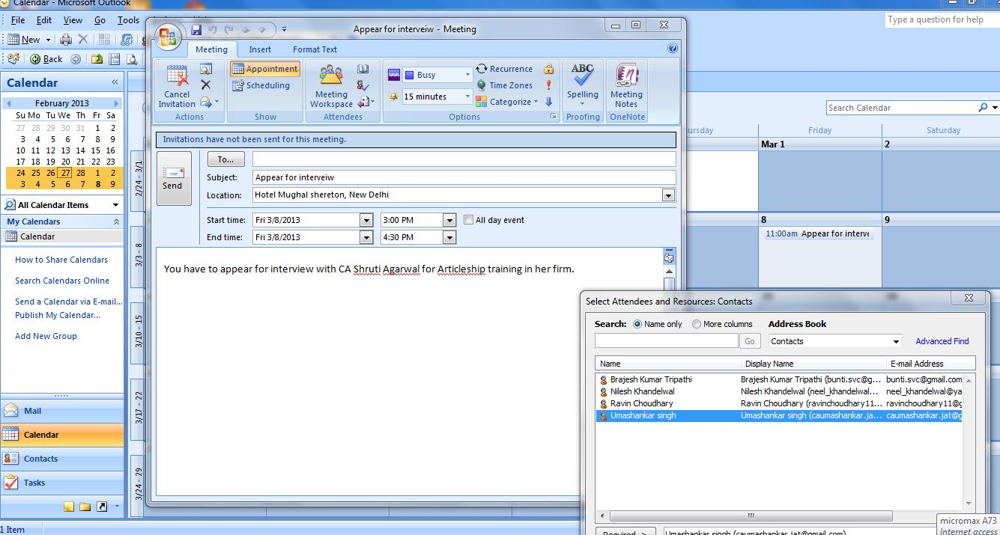 Calendar - Microsoft Outlook
File Edit View Go Tools
Type a question for help
New
Back
Appear for interveiw - Meeting
Meeting Insert Format Text
Cancel Invitation
Actions
Appointment
Scheduling
Show
Meeting Workspace
Attendees
Busy
15 minutes
Recurrence
Time Zones
Categorize
Options
ABC
Spelling
Proofing
Meeting Notes
OneNote
Invitations have not been sent for this meeting.
Send
To...
Subject: Appear for interveiw
Location: Hotel Mughal shereton, New Delhi
Start time: Fri 3/8/2013 3:00 PM All day event
End time: Fri 3/8/2013 4:30 PM
You have to appear for interview with CA Shruti Agarwal for Articleship training in her firm.
Calendar
February 2013
Su Mo Tu We Th Fr Sa
27 28 29 30 31 1 2
3 4 5 6 7 8 9
10 11 12 13 14 15 16
17 18 19 20 21 22 23
24 25 26 27 28 1 2
3 4 5 6 7 8 9
All Calendar Items
My Calendars
Calendar
How to Share Calendars
Search Calendars Online
Send a Calendar via E-mail...
Publish My Calendar...
Add New Group
Mail
Calendar
Contacts
Tasks
1 Item
2/24 - 3/1
3/3 - 8
3/10 - 15
3/17 - 22
3/24 - 29
Search Calendar
ursday Friday Saturday
Mar 1 2
8 9
11:00am Appear for interve
Select Attendees and Resources: Contacts
Search: Name only More columns Address Book
Go Contacts Advanced Find
Name Display Name E-mail Address
Brajesh Kumar Tripathi Brajesh Kumar Tripathi (bunti.svc@g... bunti.svc@gmail.com
Nilesh Khandelwal Nilesh Khandelwal (neel_khandelwal... neel_khandelwal@ya
Ravin Choudhary Ravin Choudhary (ravinchoudhary11... ravinchoudhary11@g
Umashankar singh Umashankar singh (caumashankar.ja... caumashankar.jat@g
Required -> Umashankar singh (caumashankar.jat@gmail.com)
micromax A73
Internet access